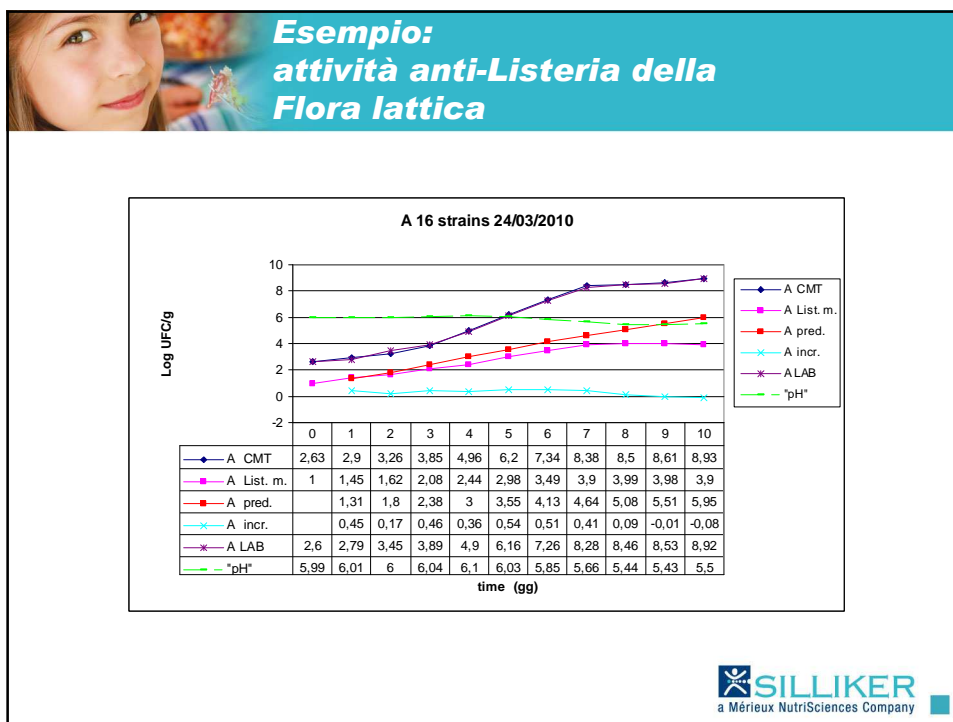 Esempio:
attività anti-Listeria della
Flora lattica
A 16 strains 24/03/2010
Log UFC/g
10
8
6
4
2
0
-2
A CMT
A List. m.
A pred.
A incr.
A LAB
"pH"
0 1 2 3 4 5 6 7 8 9 10
A CMT 2,63 2,9 3,26 3,85 4,96 6,2 7,34 8,38 8,5 8,61 8,93
A List. m. 1 1,45 1,62 2,08 2,44 2,98 3,49 3,9 3,99 3,98 3,9
A pred. 1,31 1,8 2,38 3 3,55 4,13 4,64 5,08 5,51 5,95
A incr. 0,45 0,17 0,46 0,36 0,54 0,51 0,41 0,09 -0,01 -0,08
A LAB 2,6 2,79 3,45 3,89 4,9 6,16 7,26 8,28 8,46 8,53 8,92
"pH" 5,99 6,01 6 6,04 6,1 6,03 5,85 5,66 5,44 5,43 5,5
time (gg)
SILLIKER
a Mérieux NutriSciences Company